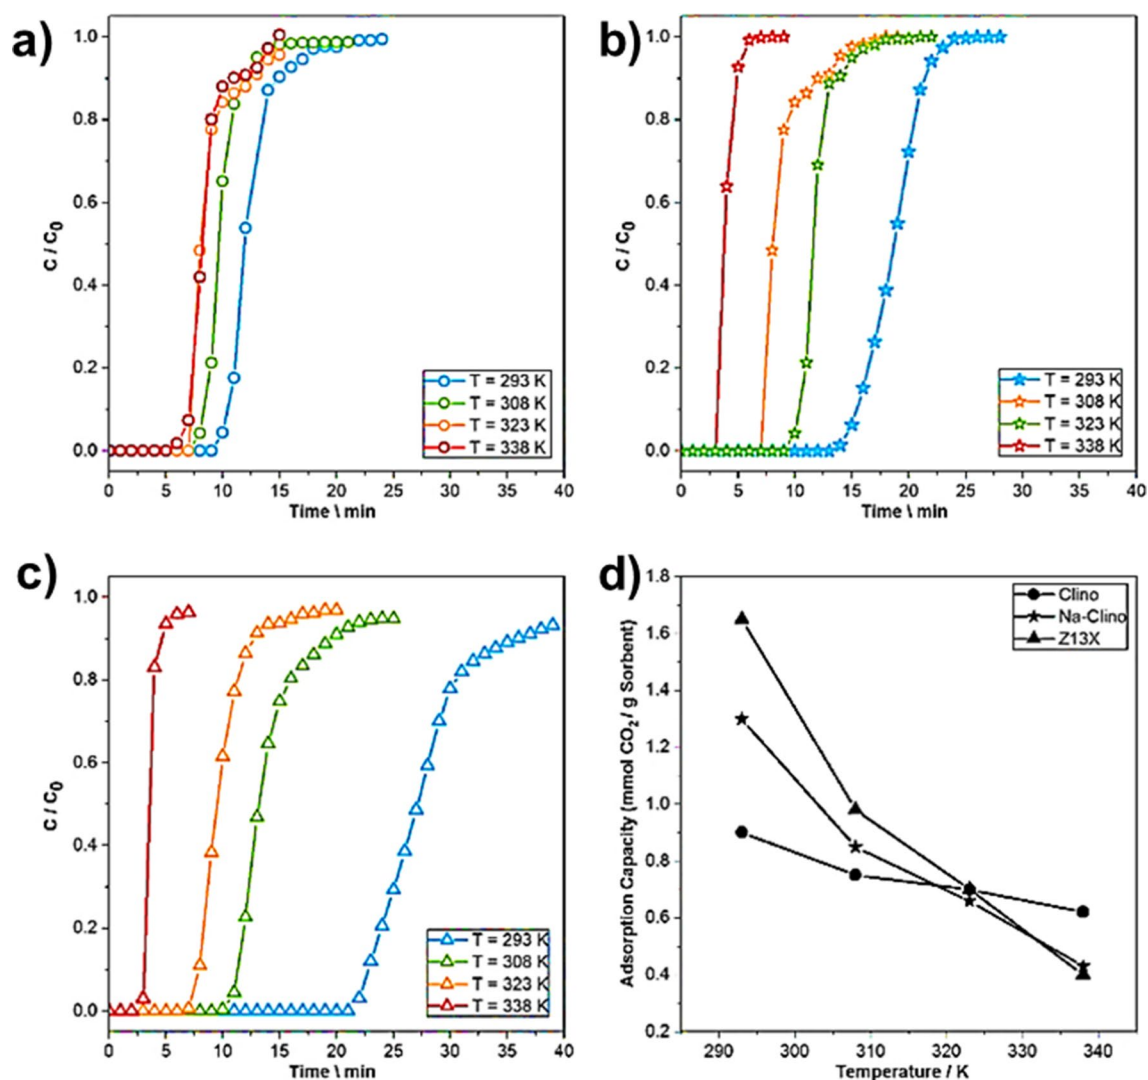 a)
1.0
0.8
0.6
0.4
0.2
0.0
C / C0
T = 293 K
T = 308 K
T = 323 K
T = 338 K
0 5 10 15 20 25 30 35 40
Time \ min
b)
1.0
0.8
0.6
0.4
0.2
0.0
C / C0
T = 293 K
T = 308 K
T = 323 K
T = 338 K
0 5 10 15 20 25 30 35 40
Time \ min
c)
1.0
0.8
0.6
0.4
0.2
0.0
C / C0
T = 293 K
T = 308 K
T = 323 K
T = 338 K
0 5 10 15 20 25 30 35 40
Time \ min
d)
1.8
1.6
1.4
1.2
1.0
0.8
0.6
0.4
0.2
Adsorption Capacity (mmol CO2 / g Sorbent)
Clino
Na-Clino
Z13X
290 300 310 320 330 340
Temperature / K